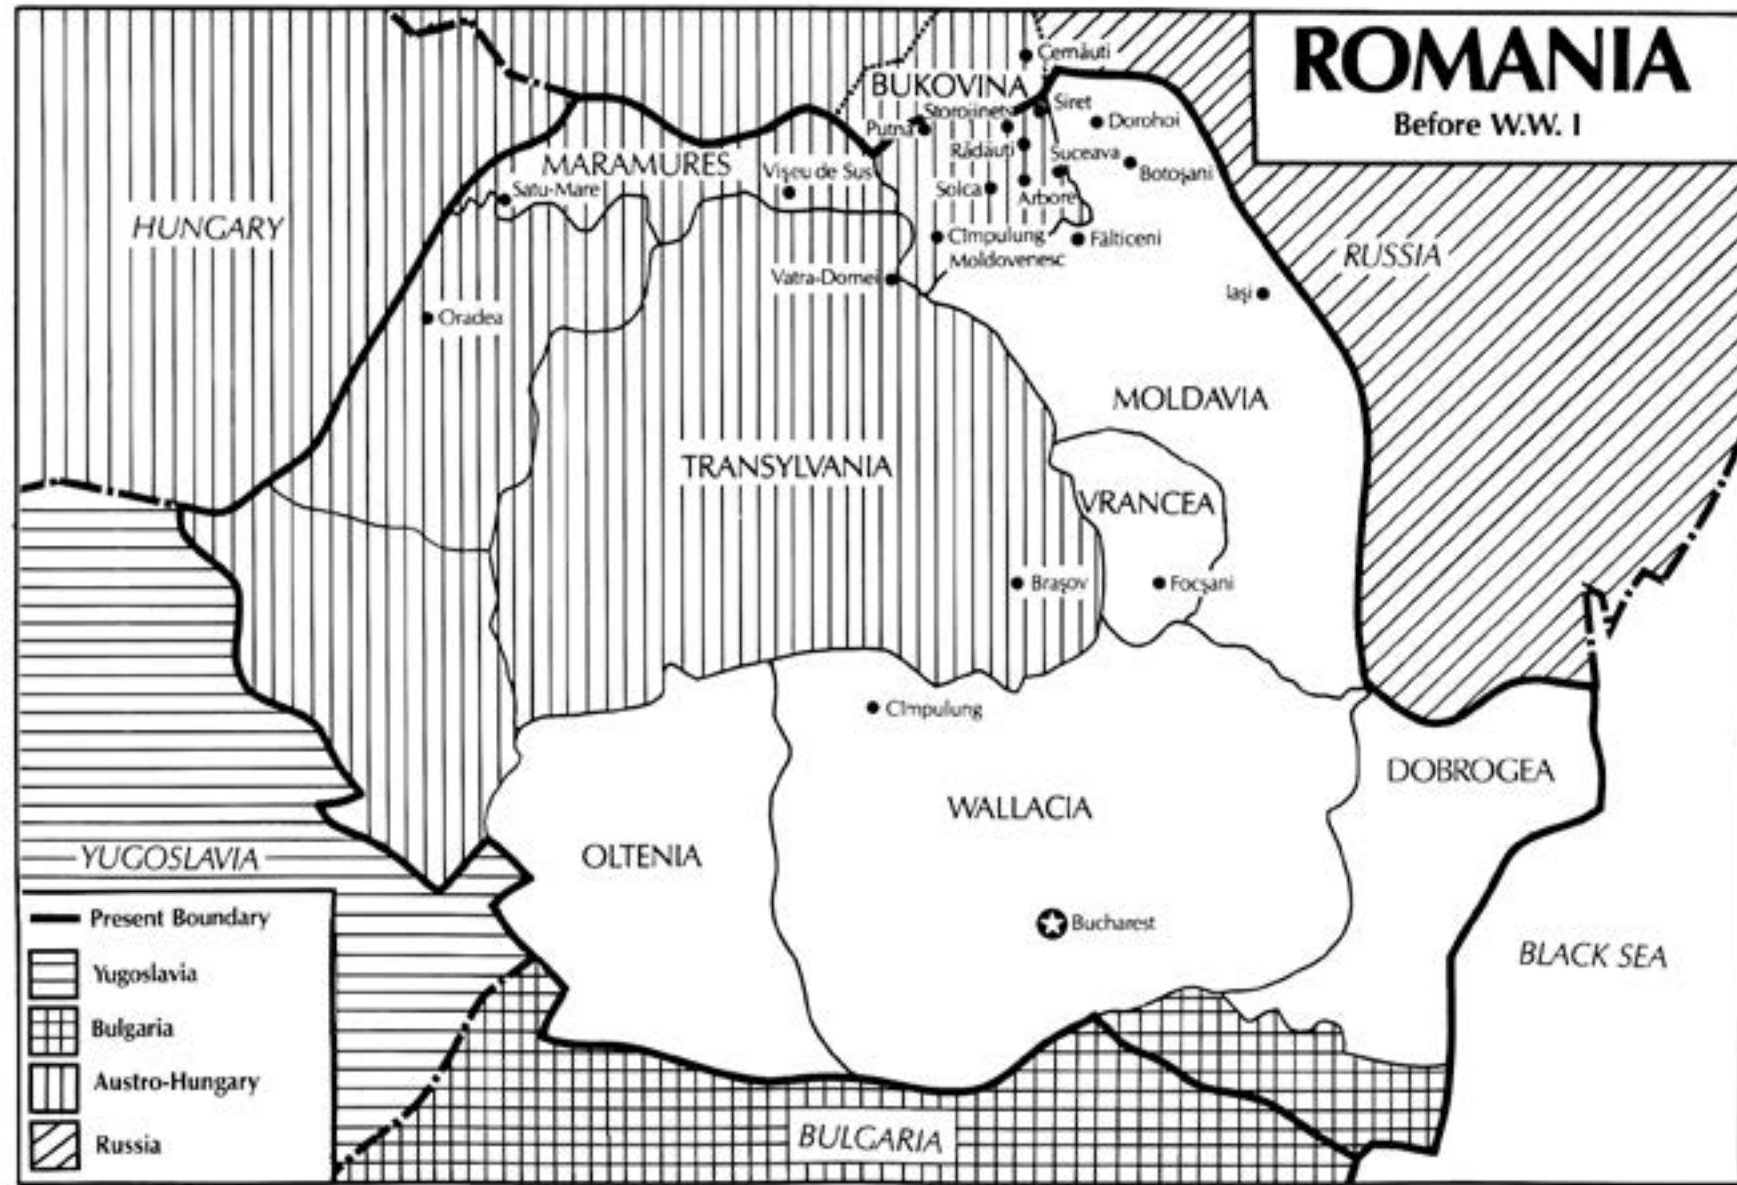 ROMANIA
Before W.W. I
Cernăuti
BUKOVINA
Storojinets
Siret
Putna
Dorohoi
Rădăuti
Suceava
Botoşani
MARAMURES
Vişeu de Sus
Satu-Mare
Solca
Arbore
HUNGARY
Cîmpulung
Moldovenesc
Fălticeni
RUSSIA
Vatra-Dornei
Iaşi
Oradea
MOLDAVIA
TRANSYLVANIA
VRANCEA
Braşov
Focşani
Cîmpulung
DOBROGEA
WALLACIA
OLTENIA
YUGOSLAVIA
Bucharest
BLACK SEA
BULGARIA
Present Boundary
Yugoslavia
Bulgaria
Austro-Hungary
Russia